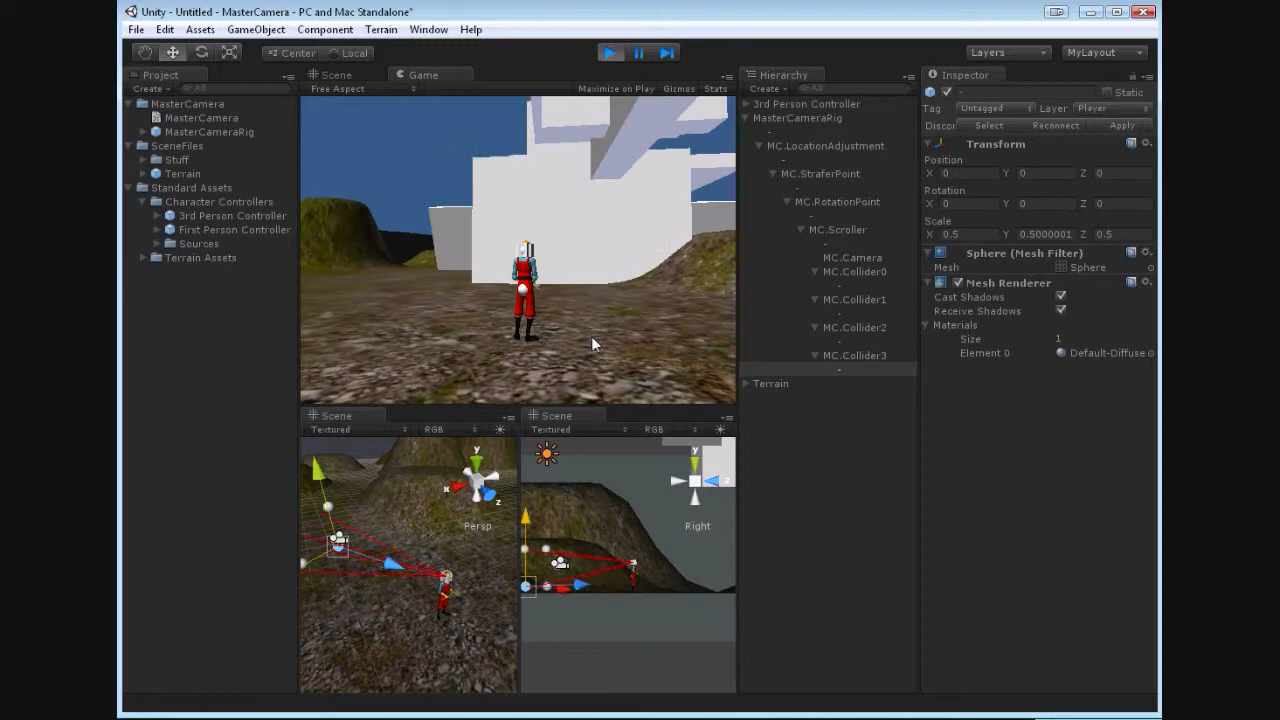 Unity - Untitled - MasterCamera - PC and Mac Standalone*
File Edit Assets GameObject Component Terrain Window Help
Center Local Layers MyLayout
Project
Create All
MasterCamera
MasterCamera
MasterCameraRig
SceneFiles
Stuff
Terrain
Standard Assets
Character Controllers
3rd Person Controller
First Person Controller
Sources
Terrain Assets
Scene Game
Free Aspect Maximize on Play Gizmos Stats
Scene
Textured RGB
y
x
z
Persp
Scene
Textured RGB
y
z
Right
Hierarchy
Create All
3rd Person Controller
MasterCameraRig
-
MC.LocationAdjustment
-
MC.StraferPoint
-
MC.RotationPoint
-
MC.Scroller
-
MC.Camera
MC.Collider0
-
MC.Collider1
-
MC.Collider2
-
MC.Collider3
-
Terrain
Inspector
- Static
Tag Untagged Layer Player
Discor Select Reconnect Apply
Transform
Position
X 0 Y 0 Z 0
Rotation
X 0 Y 0 Z 0
Scale
X 0.5 Y 0.5000001 Z 0.5
Sphere (Mesh Filter)
Mesh Sphere
Mesh Renderer
Cast Shadows
Receive Shadows
Materials
Size 1
Element 0 Default-Diffuse